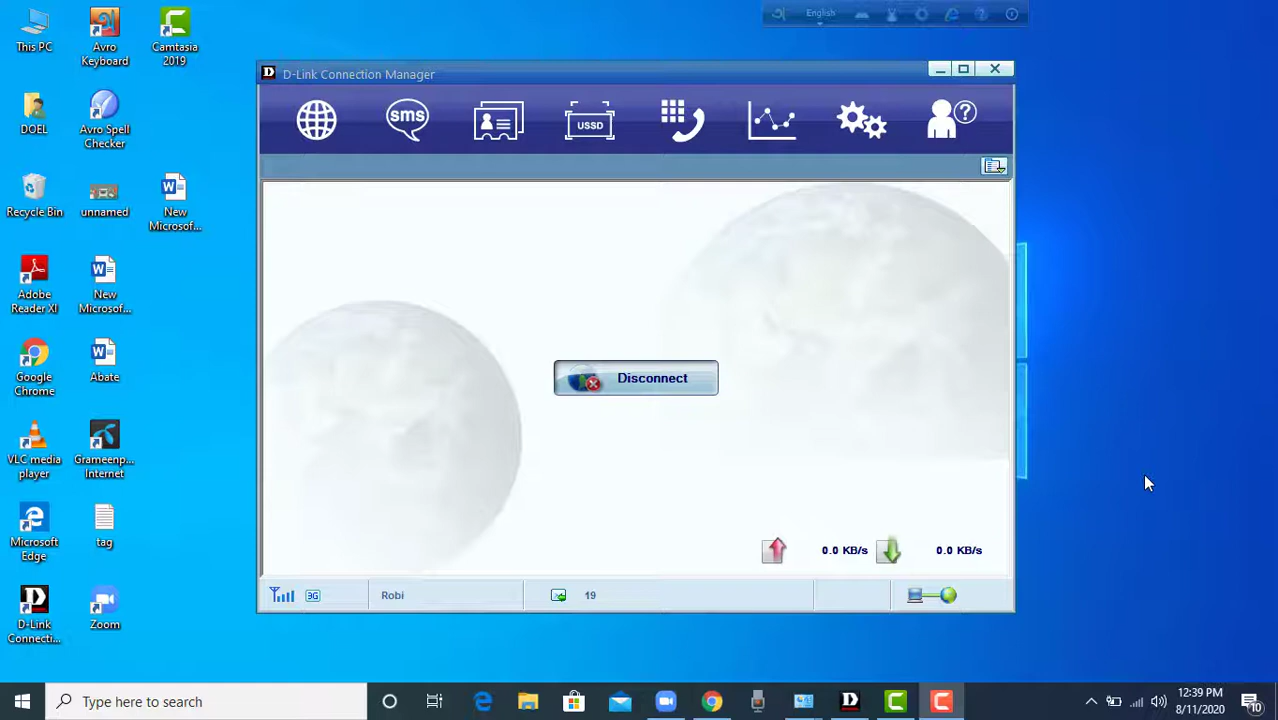 English
This PC
Avro
Keyboard
Camtasia
2019
DOEL
Avro Spell
Checker
Recycle Bin
unnamed
New
Microsof...
Adobe
Reader XI
New
Microsof...
Google
Chrome
Abate
VLC media
player
Grameenp...
Internet
Microsoft
Edge
tag
D-Link
Connecti...
Zoom
D-Link Connection Manager
sms
USSD
Disconnect
0.0 KB/s
0.0 KB/s
3G
Robi
19
Type here to search
12:39 PM
8/11/2020
10